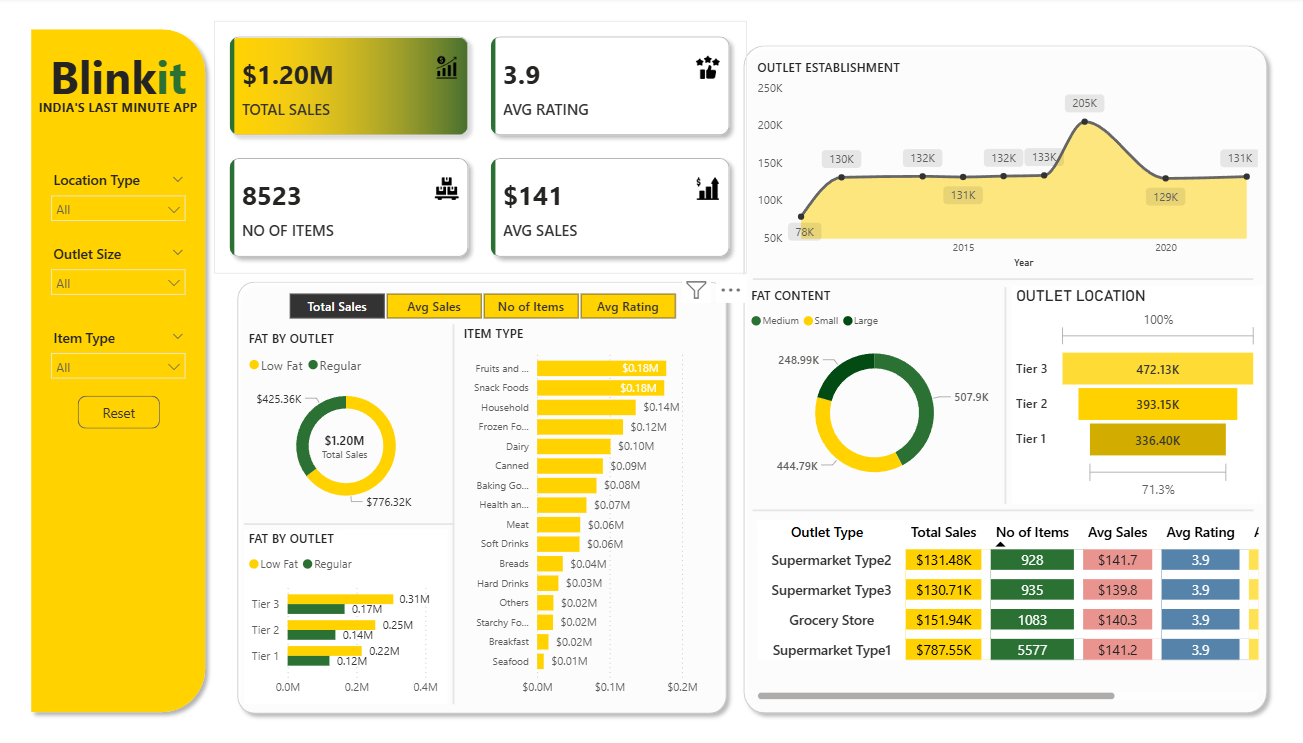 Blinkit
INDIA'S LAST MINUTE APP
Location Type
All
Outlet Size
All
Item Type
All
Reset
$1.20M
TOTAL SALES
3.9
AVG RATING
8523
NO OF ITEMS
$141
AVG SALES
Total Sales Avg Sales No of Items Avg Rating
FAT BY OUTLET
Low Fat Regular
$425.36K
$1.20M
Total Sales
$776.32K
FAT BY OUTLET
Low Fat Regular
Tier 3 0.31M
0.17M
Tier 2 0.25M
0.14M
Tier 1 0.22M
0.12M
0.0M 0.2M 0.4M
ITEM TYPE
Fruits and ... $0.18M
Snack Foods $0.18M
Household $0.14M
Frozen Fo... $0.12M
Dairy $0.10M
Canned $0.09M
Baking Go... $0.08M
Health an... $0.07M
Meat $0.06M
Soft Drinks $0.06M
Breads $0.04M
Hard Drinks $0.03M
Others $0.02M
Starchy Fo... $0.02M
Breakfast $0.02M
Seafood $0.01M
$0.0M $0.1M $0.2M
OUTLET ESTABLISHMENT
250K
200K
150K
100K
50K
78K 130K 132K 131K 132K 133K 205K 129K 131K
2015 2020
Year
FAT CONTENT
Medium Small Large
248.99K
507.9K
444.79K
OUTLET LOCATION
100%
Tier 3 472.13K
Tier 2 393.15K
Tier 1 336.40K
71.3%
Outlet Type Total Sales No of Items Avg Sales Avg Rating
Supermarket Type2 $131.48K 928 $141.7 3.9
Supermarket Type3 $130.71K 935 $139.8 3.9
Grocery Store $151.94K 1083 $140.3 3.9
Supermarket Type1 $787.55K 5577 $141.2 3.9